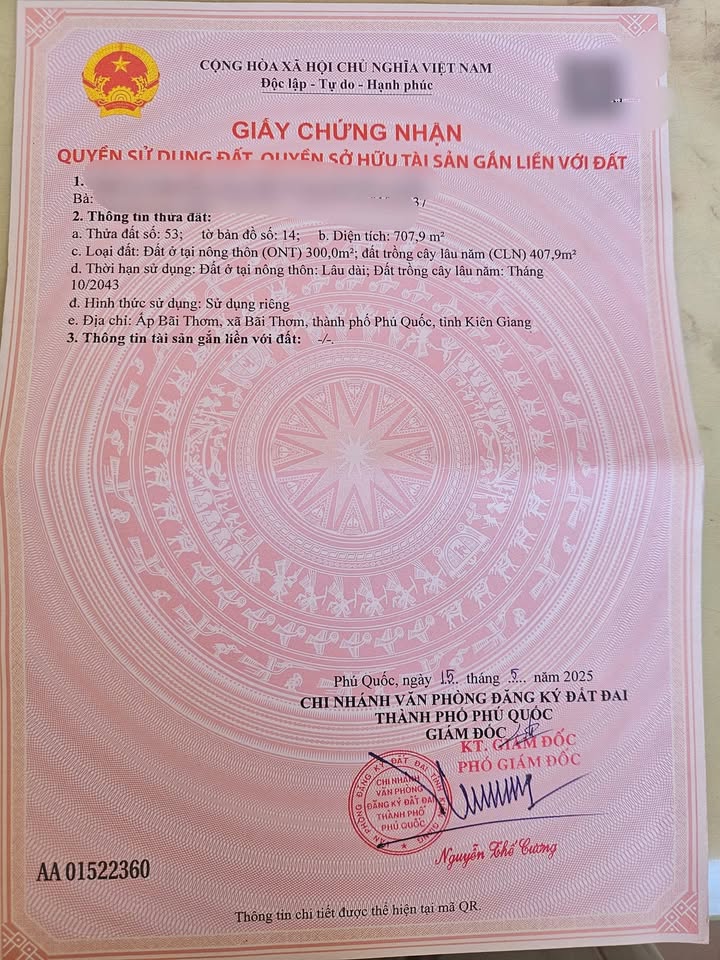 CỘNG HÒA XÃ HỘI CHỦ NGHĨA VIỆT NAM
Độc lập - Tự do - Hạnh phúc
GIẤY CHỨNG NHẬN
QUYỀN SỬ DỤNG ĐẤT, QUYỀN SỞ HỮU TÀI SẢN GẮN LIỀN VỚI ĐẤT
1.
Bà:
2. Thông tin thửa đất:
a. Thửa đất số: 53; tờ bản đồ số: 14; b. Diện tích: 707,9 m²
c. Loại đất: Đất ở tại nông thôn (ONT) 300,0m²; đất trồng cây lâu năm (CLN) 407,9m²
d. Thời hạn sử dụng: Đất ở tại nông thôn: Lâu dài; Đất trồng cây lâu năm: Tháng
10/2043
đ. Hình thức sử dụng: Sử dụng riêng
e. Địa chỉ: Ấp Bãi Thơm, xã Bãi Thơm, thành phố Phú Quốc, tỉnh Kiên Giang
3. Thông tin tài sản gắn liền với đất: -/-.
Phú Quốc, ngày 15 tháng 5 năm 2025
CHI NHÁNH VĂN PHÒNG ĐĂNG KÝ ĐẤT ĐAI
THÀNH PHỐ PHÚ QUỐC
GIÁM ĐỐC
KT. GIÁM ĐỐC
PHÓ GIÁM ĐỐC
VĂN PHÒNG ĐĂNG KÝ ĐẤT ĐAI TỈNH
CHI NHÁNH
VĂN PHÒNG
ĐĂNG KÝ ĐẤT ĐAI
THÀNH PHỐ
PHÚ QUỐC
Nguyễn Thế Cương
AA 01522360
Thông tin chi tiết được thể hiện tại mã QR.